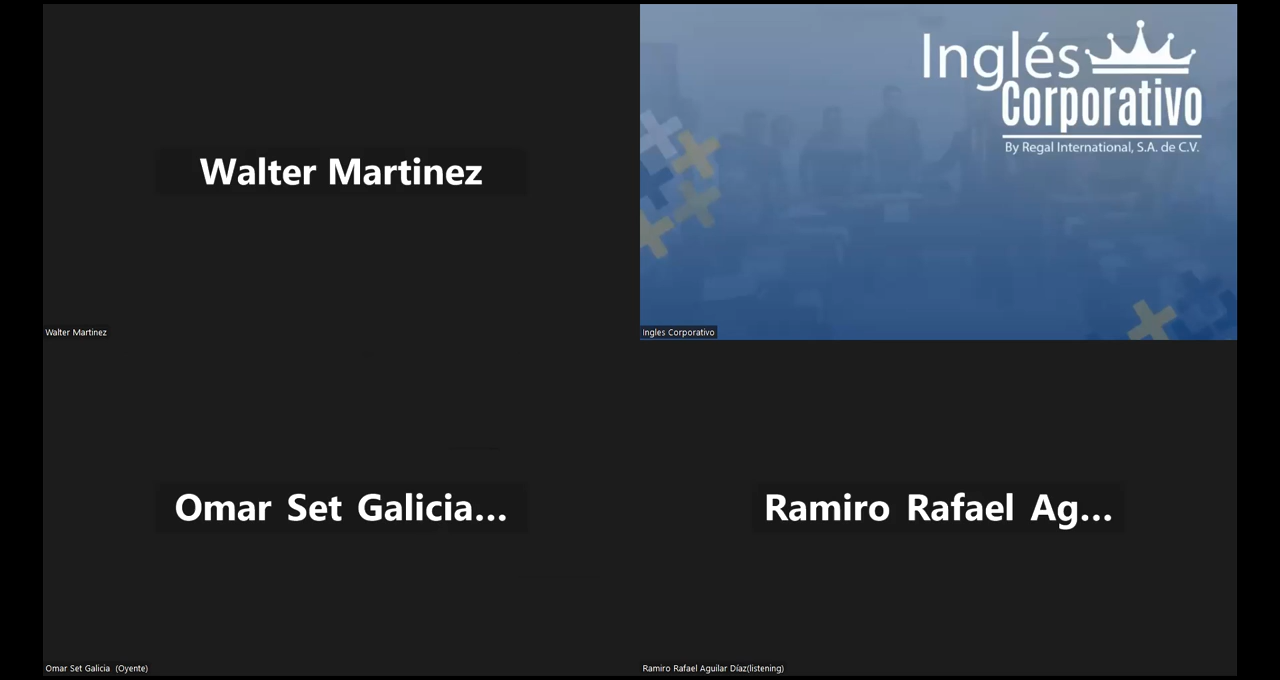 Walter Martinez
Walter Martinez
Inglés
Corporativo
By Regal International, S.A. de C.V.
Ingles Corporativo
Omar Set Galicia...
Omar Set Galicia (Oyente)
Ramiro Rafael Ag...
Ramiro Rafael Aguilar Díaz(listening)